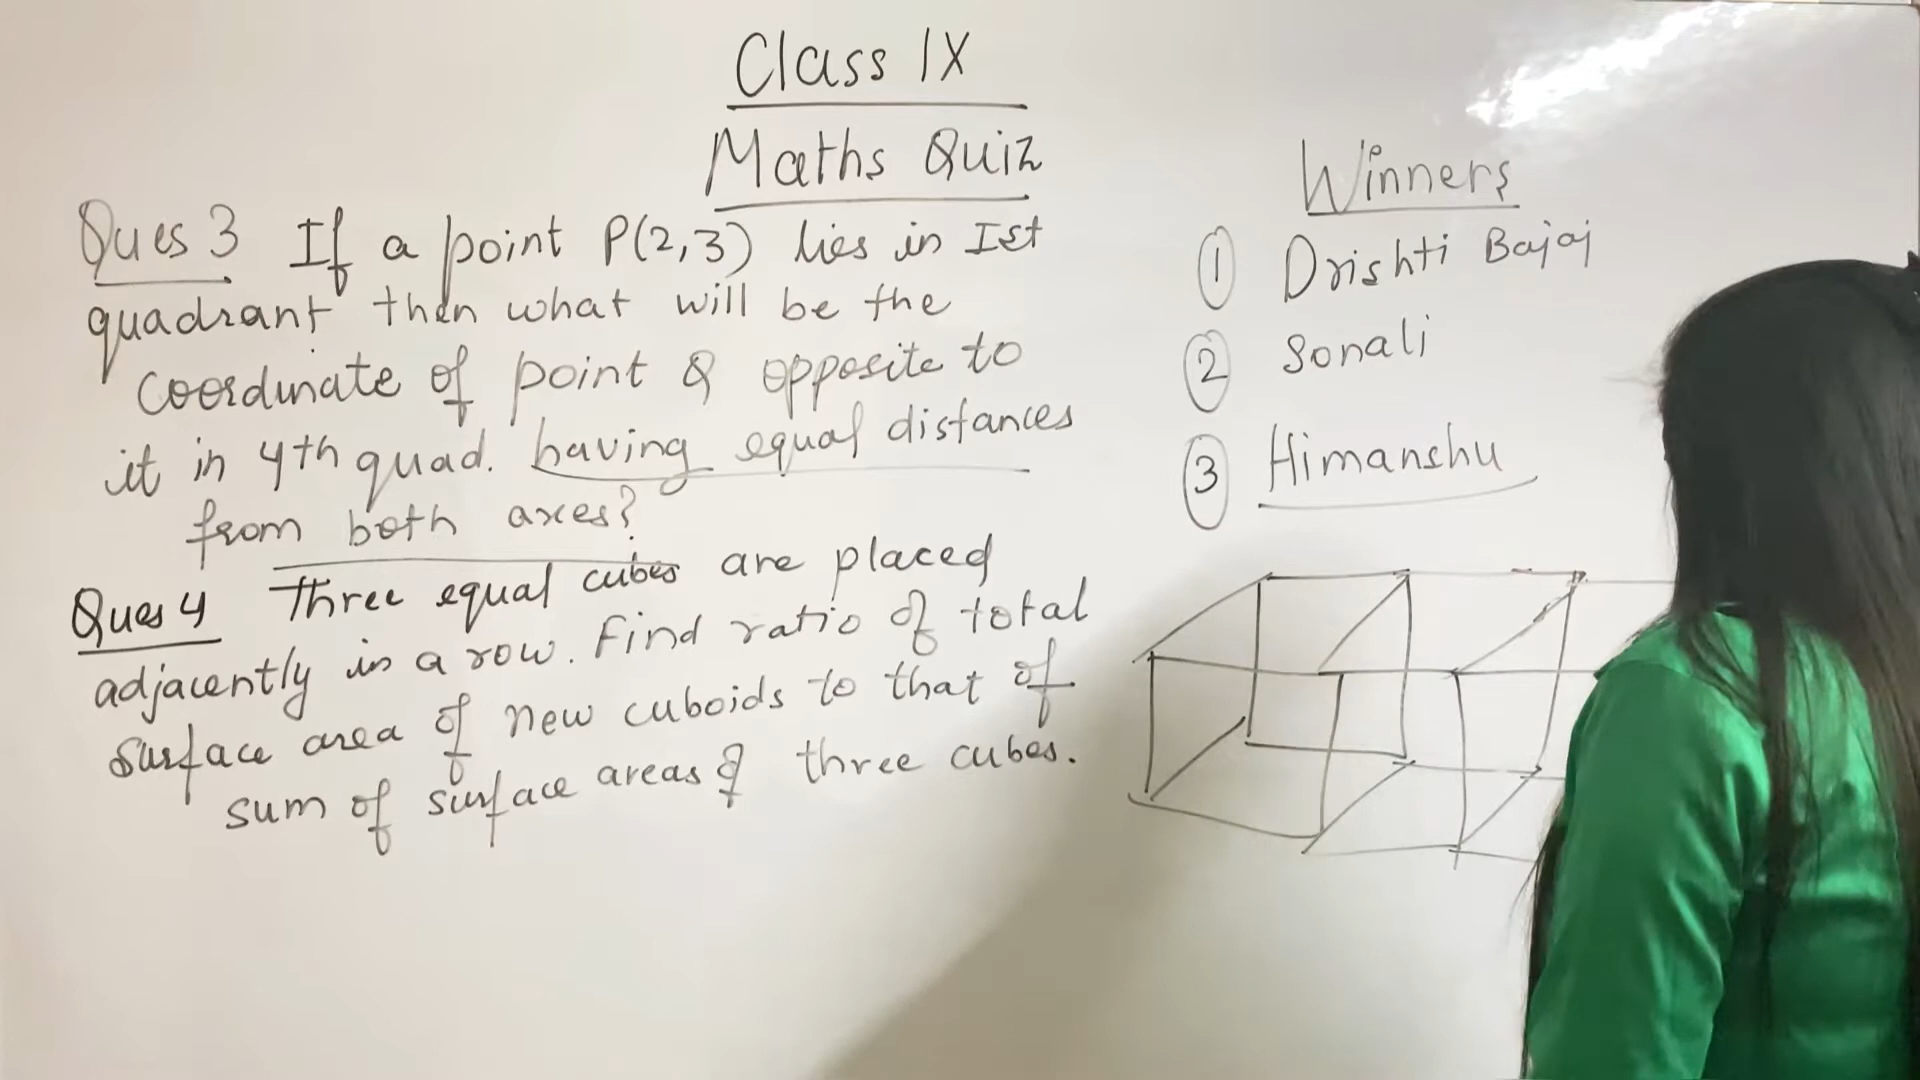 Class IX
Maths Quiz
Ques 3 If a point P(2,3) lies in Ist
quadrant then what will be the
coordinate of point Q opposite to
it in 4th quad. having equal distances
from both axes?
Ques 4 Three equal cubes are placed
adjacently in a row. Find ratio of total
surface area of new cuboids to that of
sum of surface areas of three cubes.
Winners
1 Drishti Bajaj
2 Sonali
3 Himanshu